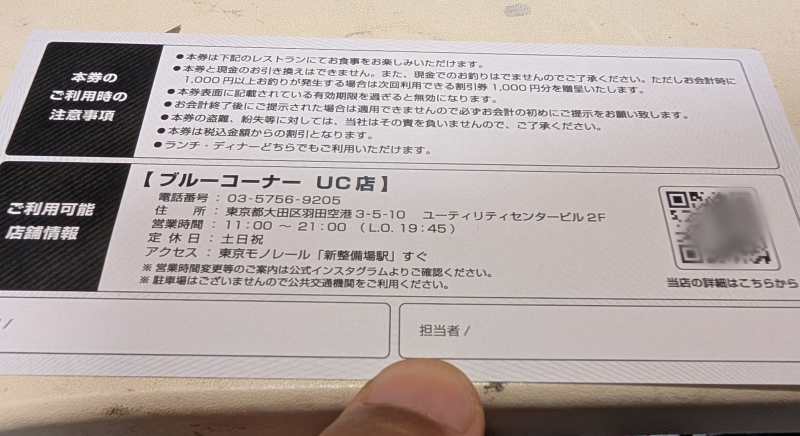 本券の
ご利用時の
注意事項
●本券は下記のレストランにてお食事をお楽しみいただけます。
●本券と現金のお引き換えはできません。また、現金でのお釣りはでませんのでご了承ください。ただしお会計時に
1,000円以上お釣りが発生する場合は次回利用できる割引券 1,000円分を贈呈いたします。
●本券表面に記載されている有効期限を過ぎると無効になります。
●お会計終了後にご提示された場合は適用できませんので必ずお会計の初めにご提示をお願い致します。
●本券の盗難、紛失等に対しては、当社はその責を負いませんので、ご了承ください。
●本券は税込金額からの割引となります。
●ランチ・ディナーどちらでもご利用いただけます。
ご利用可能
店舗情報
【 ブルーコーナー UC店 】
電話番号 : 03-5756-9205
住 所 : 東京都大田区羽田空港3-5-10 ユーティリティセンタービル2F
営業時間 : 11:00 ～ 21:00 （L.O. 19:45）
定 休 日 : 土日祝
アクセス : 東京モノレール「新整備場駅」すぐ
※ 営業時間変更等のご案内は公式インスタグラムよりご確認ください。
※ 駐車場はございませんので公共交通機関をご利用ください。
当店の詳細はこちらから
/
担当者 /